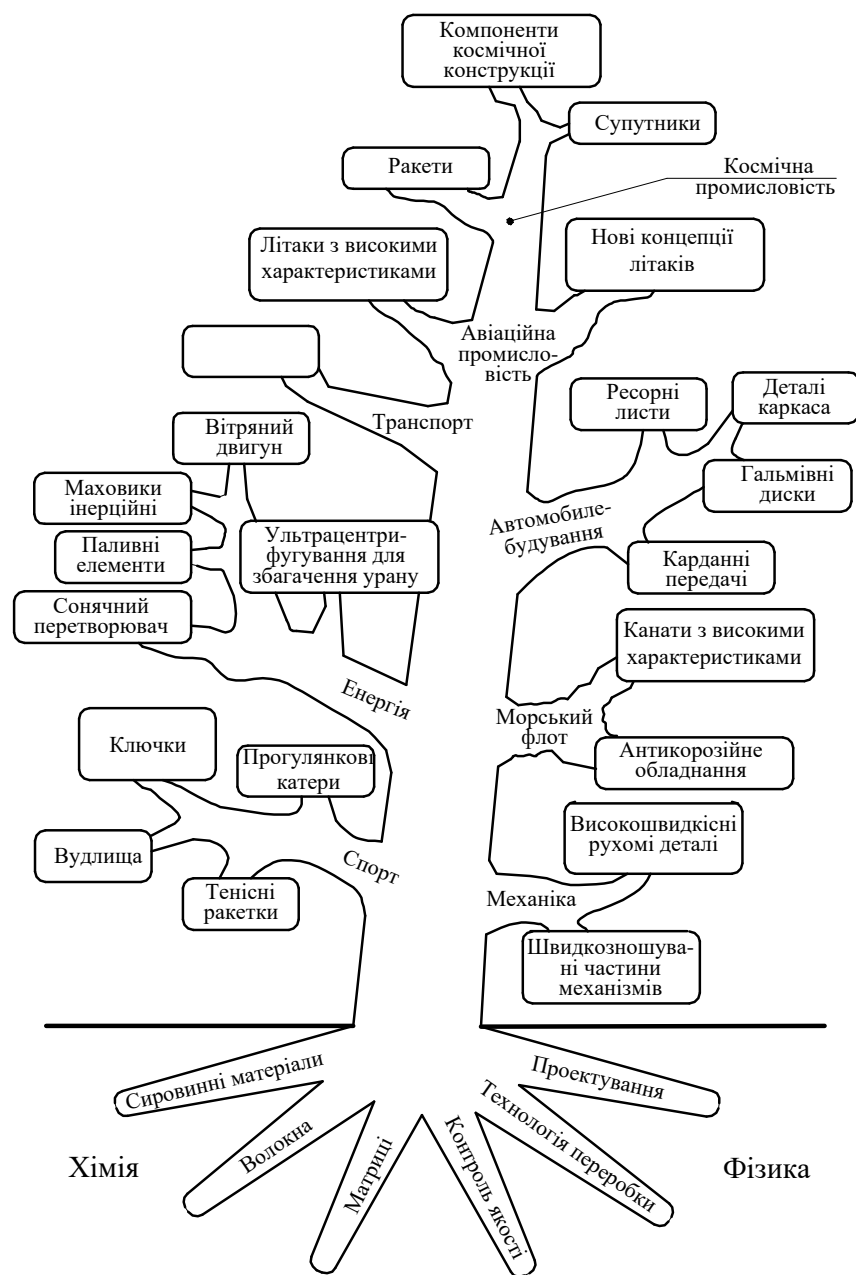 Компоненти
космічної
конструкції
Супутники
Ракети
Космічна
промисловість
Літаки з високими
характеристиками
Нові концепції
літаків
Авіаційна
промисло-
вість
Транспорт
Ресорні
листи
Деталі
каркаса
Вітряний
двигун
Маховики
інерційні
Гальмівні
диски
Автомобиле-
будування
Ультрацентри-
фугування для
збагачення урану
Паливні
елементи
Карданні
передачі
Сонячний
перетворювач
Канати з високими
характеристиками
Енергія
Морський
флот
Ключки
Прогулянкові
катери
Антикорозійне
обладнання
Високошвидкісні
рухомі деталі
Вудлища
Спорт
Тенісні
ракетки
Механіка
Швидкозношува-
ні частини
механізмів
Сировинні матеріали
Волокна
Матриці
Контроль якості
Технологія переробки
Проектування
Хімія
Фізика